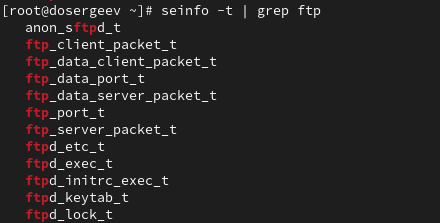 [root@dosergeev ~]# seinfo -t | grep ftp
anon_sftpd_t
ftp_client_packet_t
ftp_data_client_packet_t
ftp_data_port_t
ftp_data_server_packet_t
ftp_port_t
ftp_server_packet_t
ftpd_etc_t
ftpd_exec_t
ftpd_initrc_exec_t
ftpd_keytab_t
ftpd_lock_t